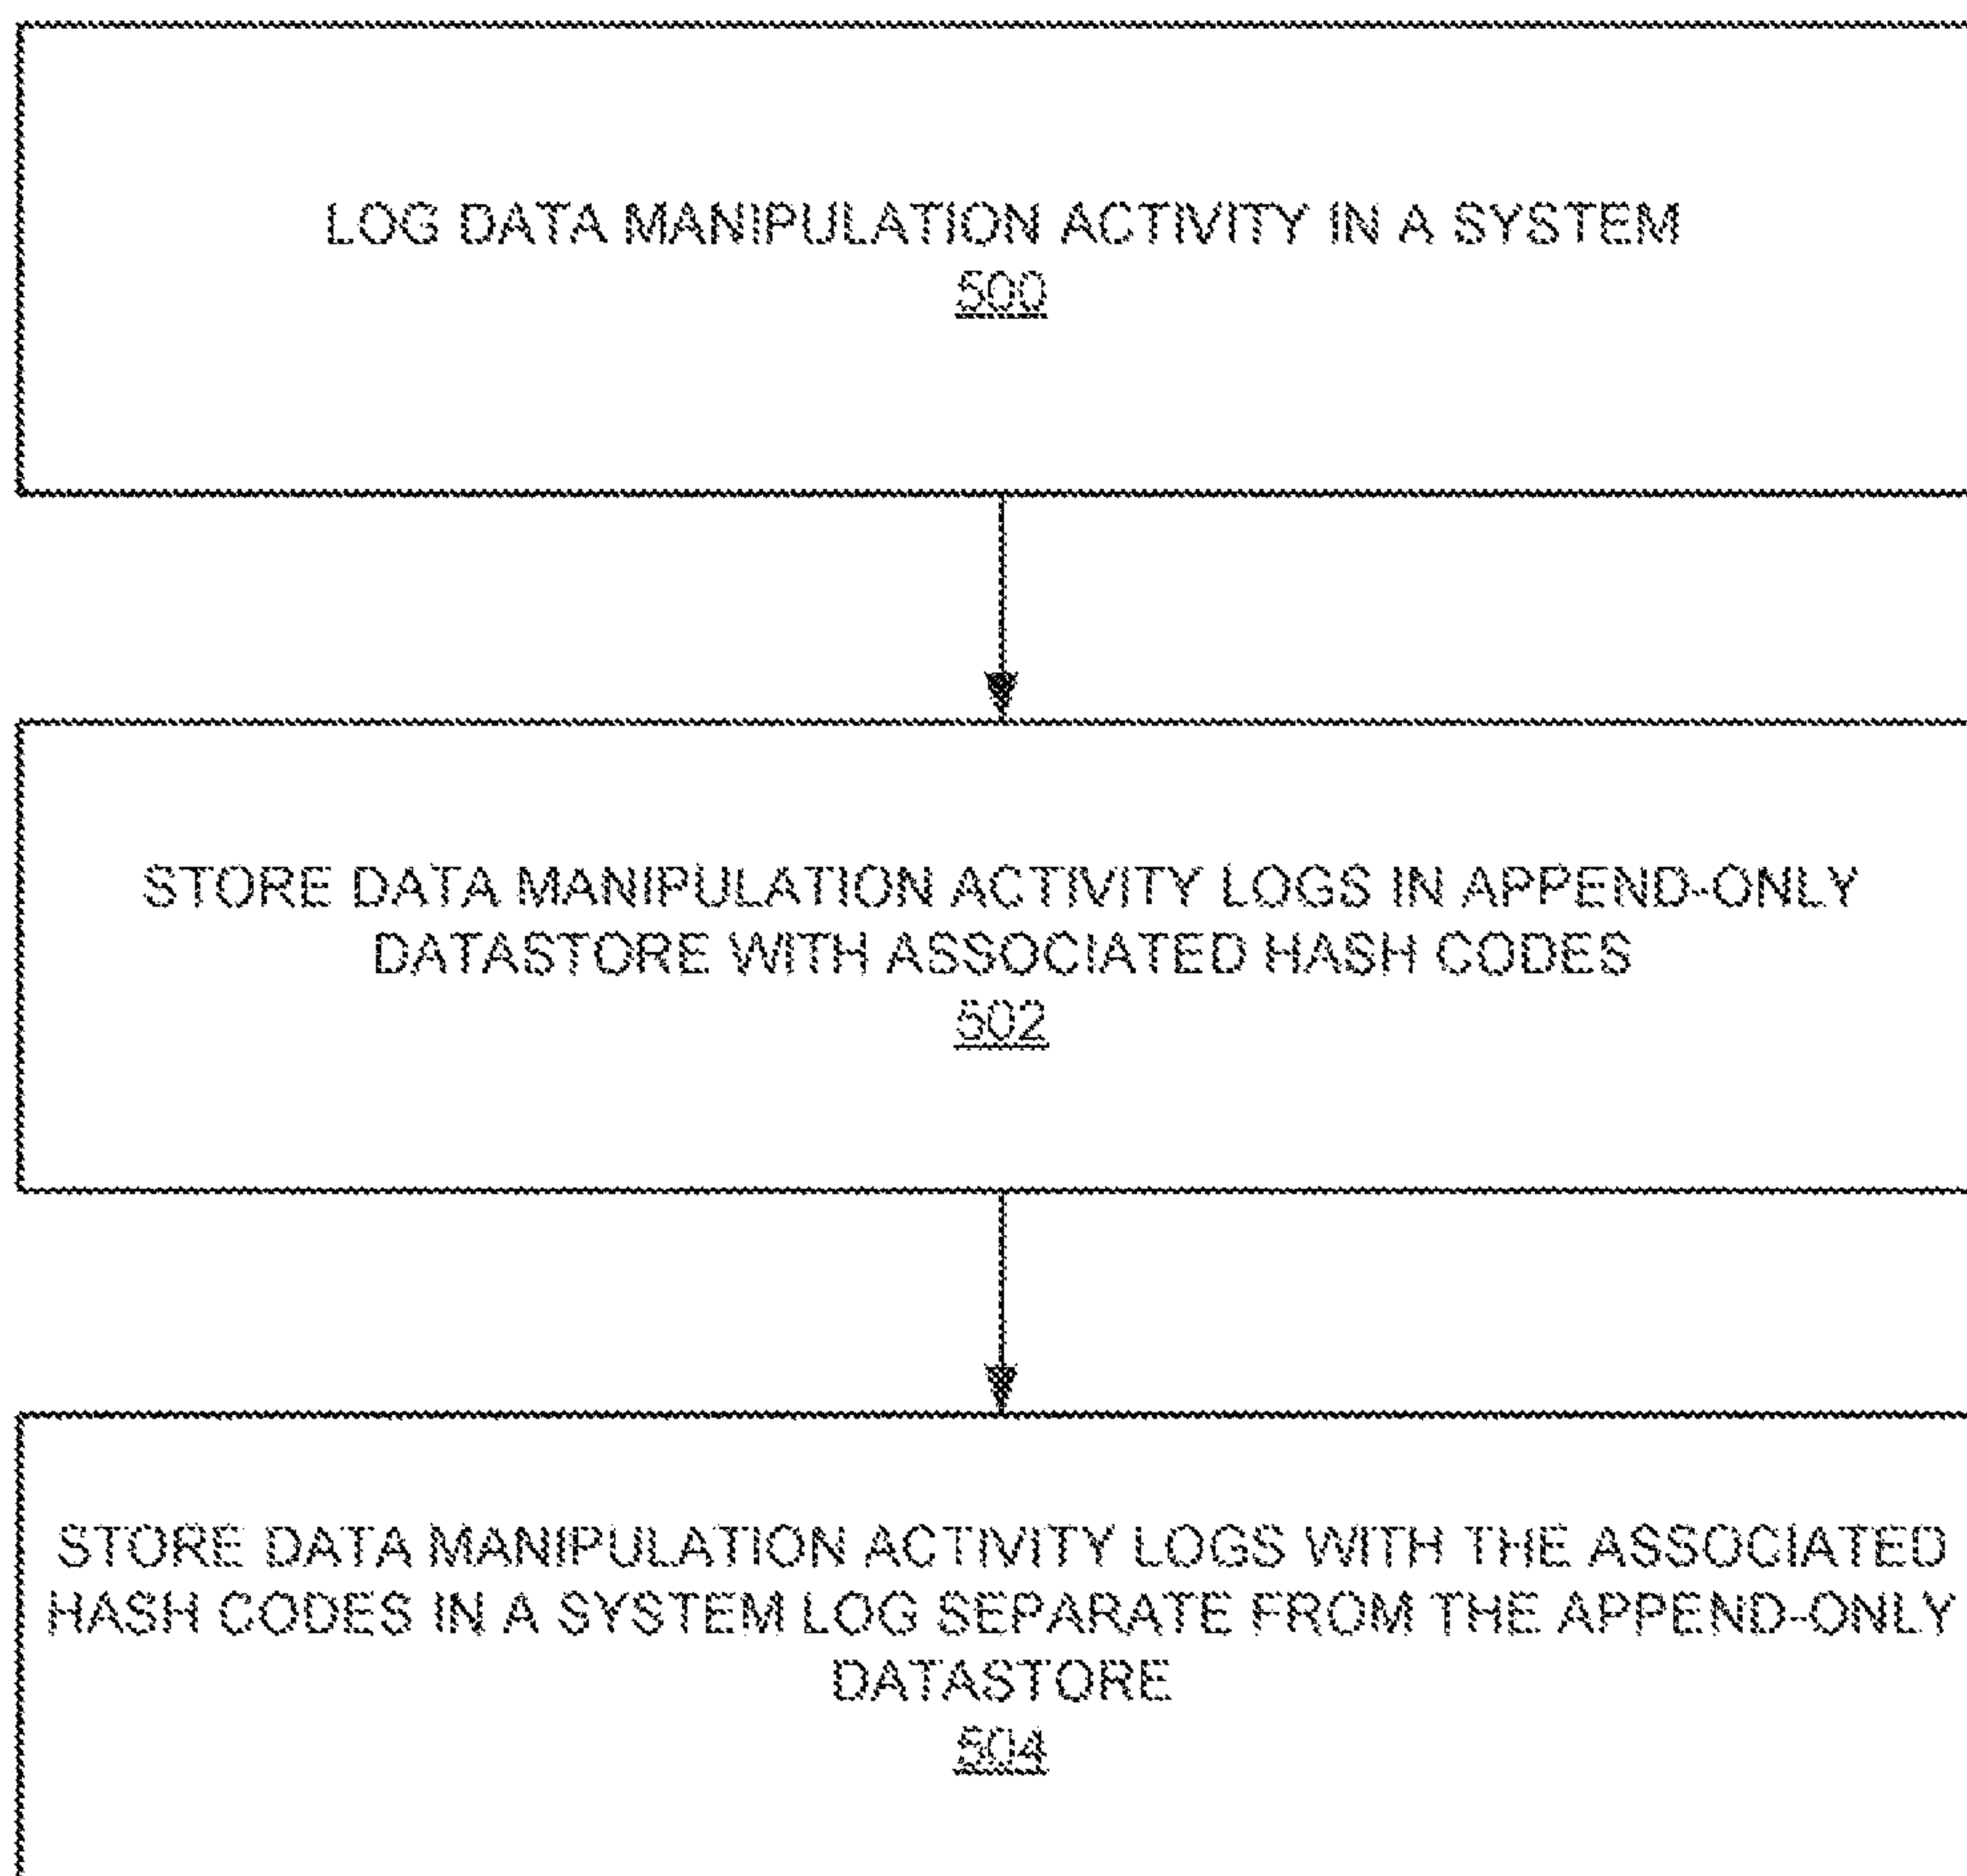 LOG DATA MANIPULATION ACTIVITY IN A SYSTEM
500
STORE DATA MANIPULATION ACTIVITY LOGS IN APPEND-ONLY
DATASTORE WITH ASSOCIATED HASH CODES
502
STORE DATA MANIPULATION ACTIVITY LOGS WITH THE ASSOCIATED
HASH CODES IN A SYSTEM LOG SEPARATE FROM THE APPEND-ONLY
DATASTORE
504